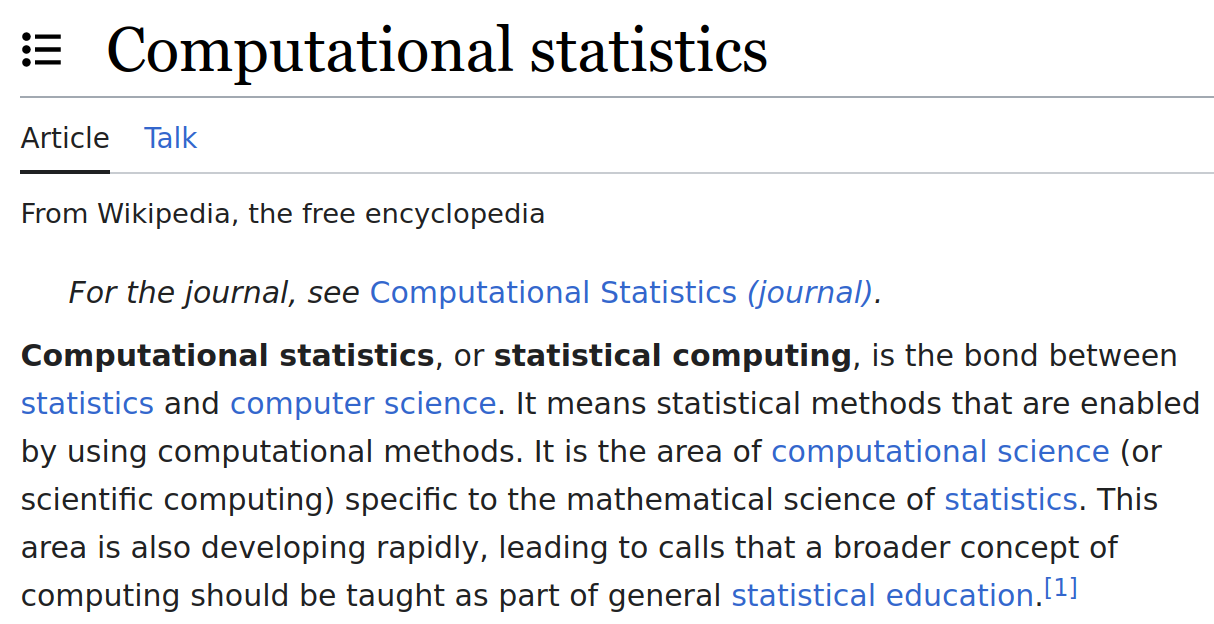 Computational statistics
Article Talk
From Wikipedia, the free encyclopedia
For the journal, see Computational Statistics (journal).
Computational statistics, or statistical computing, is the bond between
statistics and computer science. It means statistical methods that are enabled
by using computational methods. It is the area of computational science (or
scientific computing) specific to the mathematical science of statistics. This
area is also developing rapidly, leading to calls that a broader concept of
computing should be taught as part of general statistical education.[1]